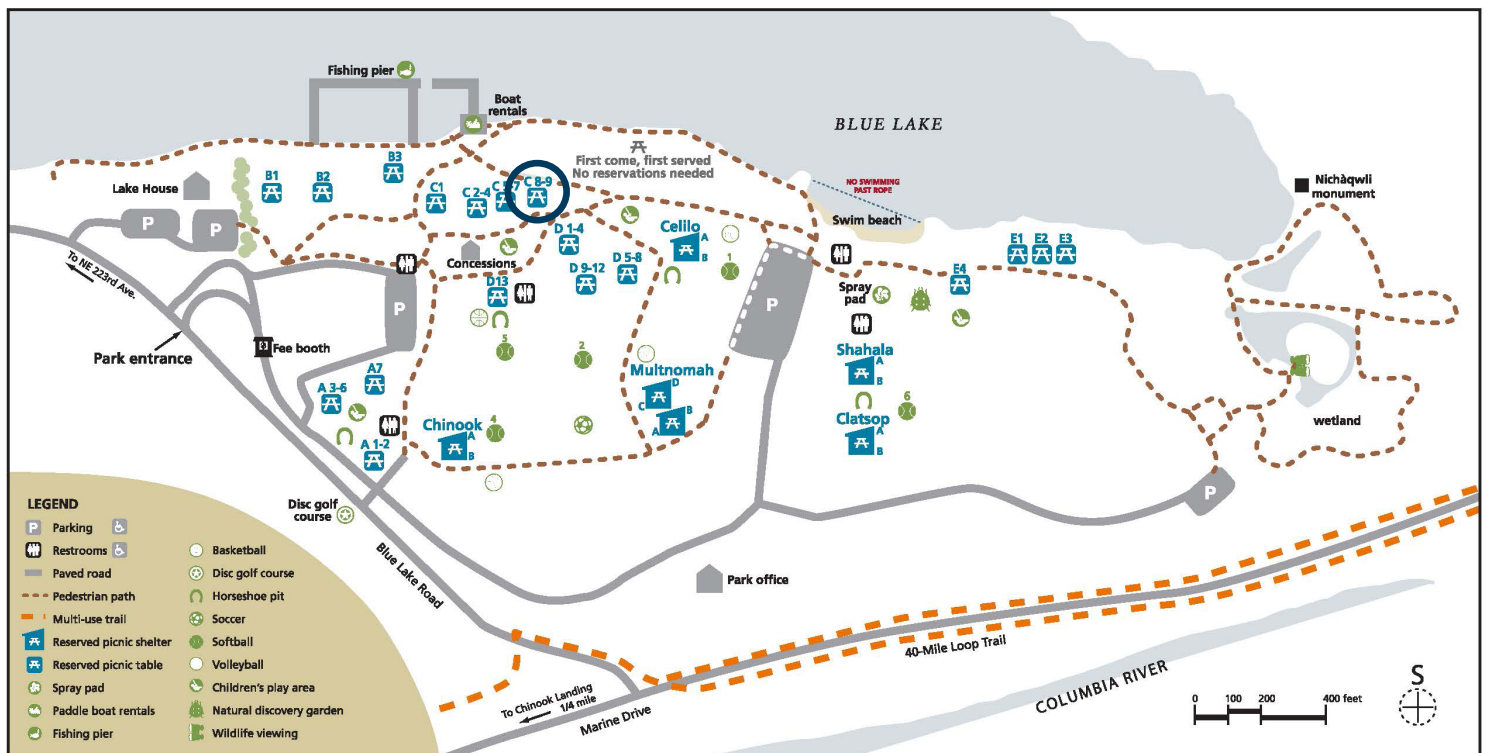 Fishing pier
Boat
rentals
BLUE LAKE
First come, first served
No reservations needed
NO SWIMMING
PAST ROPE
Nichàqwli
monument
Lake House
B1
B2
B3
C1
C 2-4
C 8-9
Swim beach
P
P
D 1-4
Celilo
A
B
E1
E2
E3
To NE 223rd Ave.
Concessions
D 9-12
D 5-8
1
E4
D13
Spray
pad
P
P
Park entrance
Fee booth
5
2
Shahala
A
B
A7
A 3-6
Multnomah
D
C
B
A
6
Chinook
A
B
4
Clatsop
A
B
wetland
A 1-2
P
Disc golf
course
Blue Lake Road
Park office
40-Mile Loop Trail
COLUMBIA RIVER
To Chinook Landing
1/4 mile
Marine Drive
LEGEND
P Parking
Restrooms
Paved road
Pedestrian path
Multi-use trail
Reserved picnic shelter
Reserved picnic table
Spray pad
Paddle boat rentals
Fishing pier
Basketball
Disc golf course
Horseshoe pit
Soccer
Softball
Volleyball
Children's play area
Natural discovery garden
Wildlife viewing
0 100 200 400 feet
S